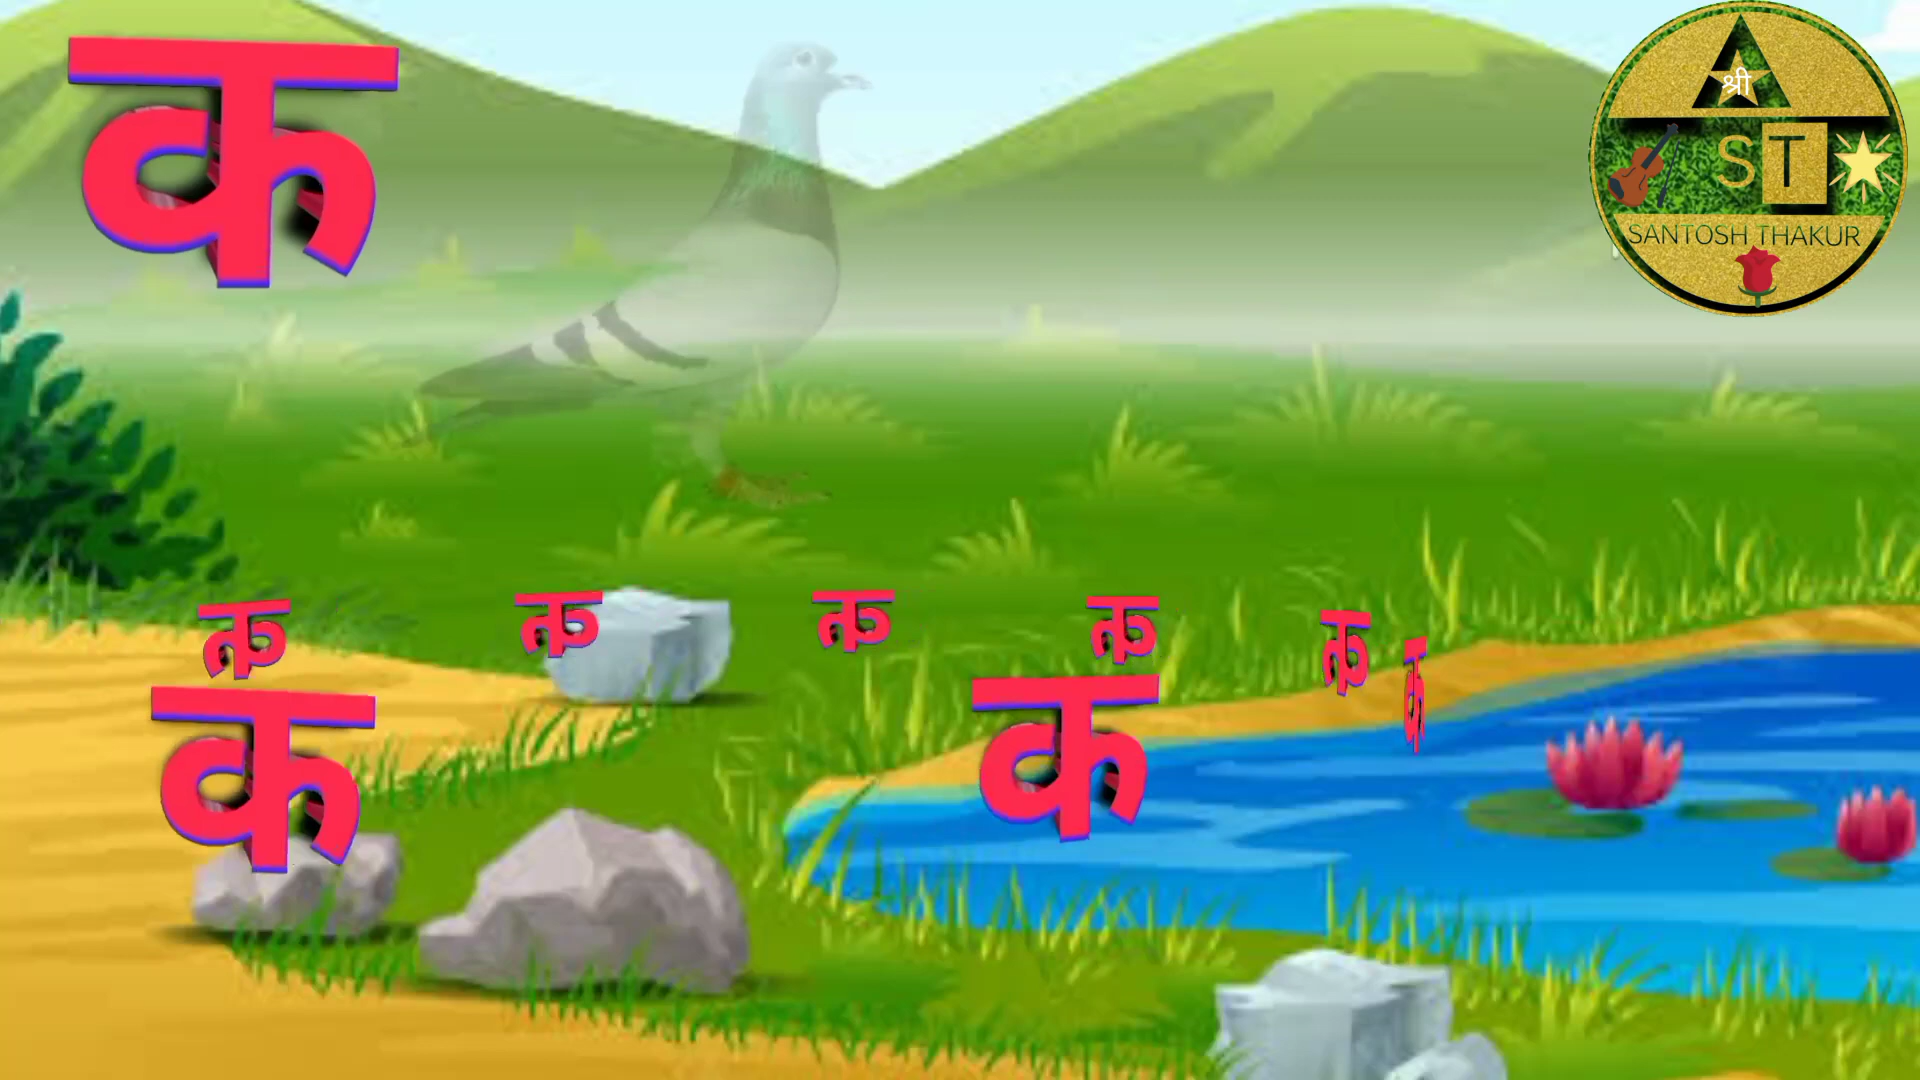 क
श्री
ST
SANTOSH THAKUR
क क क क क क
क क